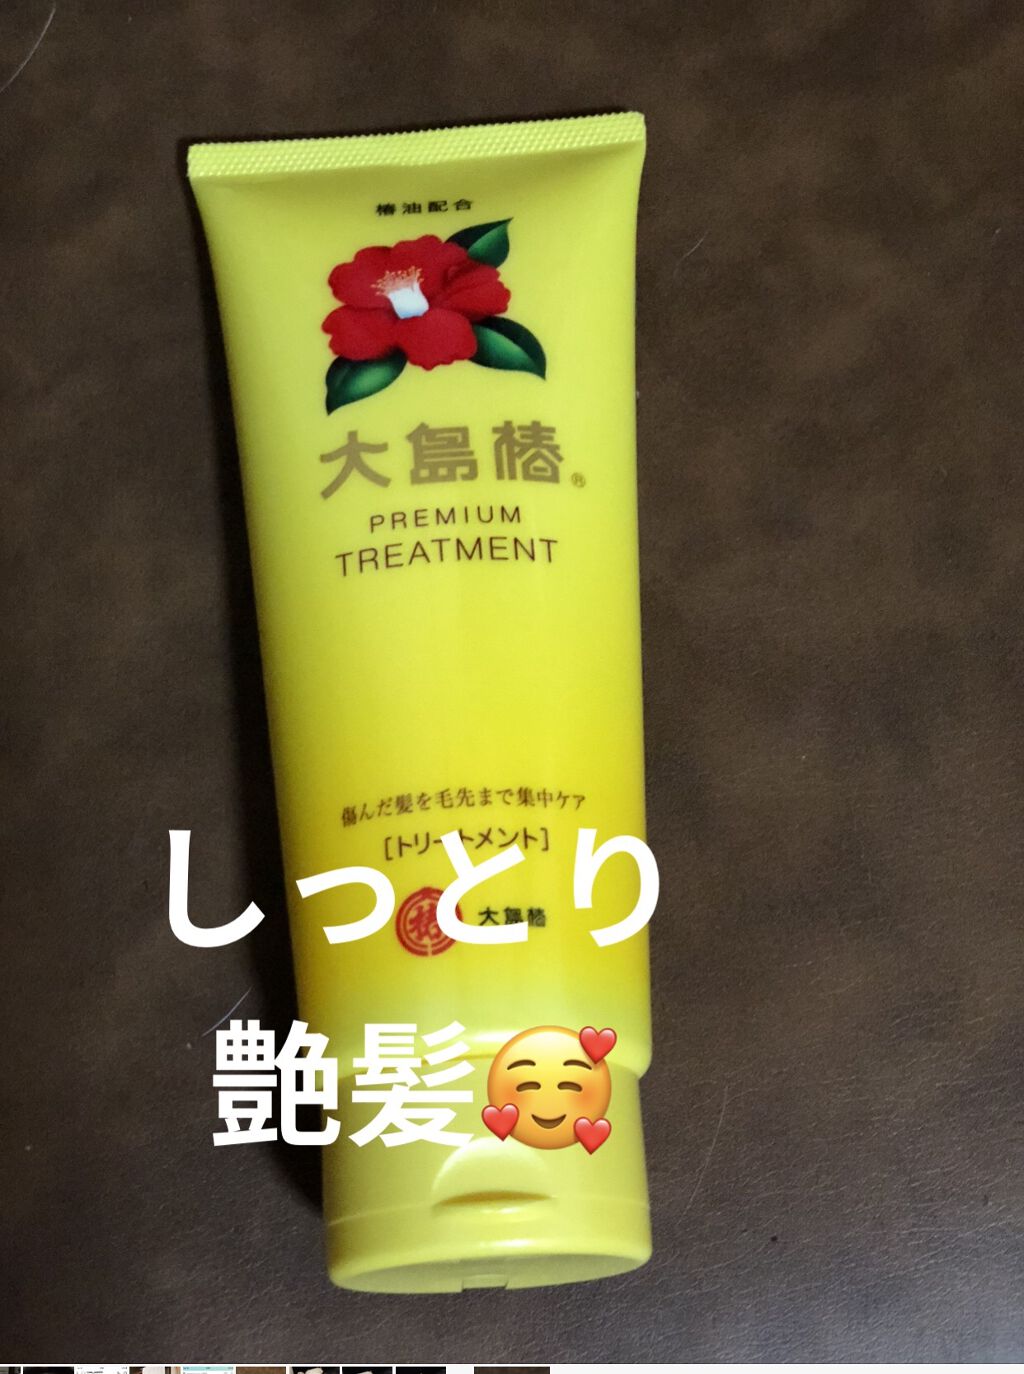 椿油配合
大島椿®
PREMIUM
TREATMENT
傷んだ髪を毛先まで集中ケア
[トリートメント]
しっとり
椿 大島椿
艶髪🥰